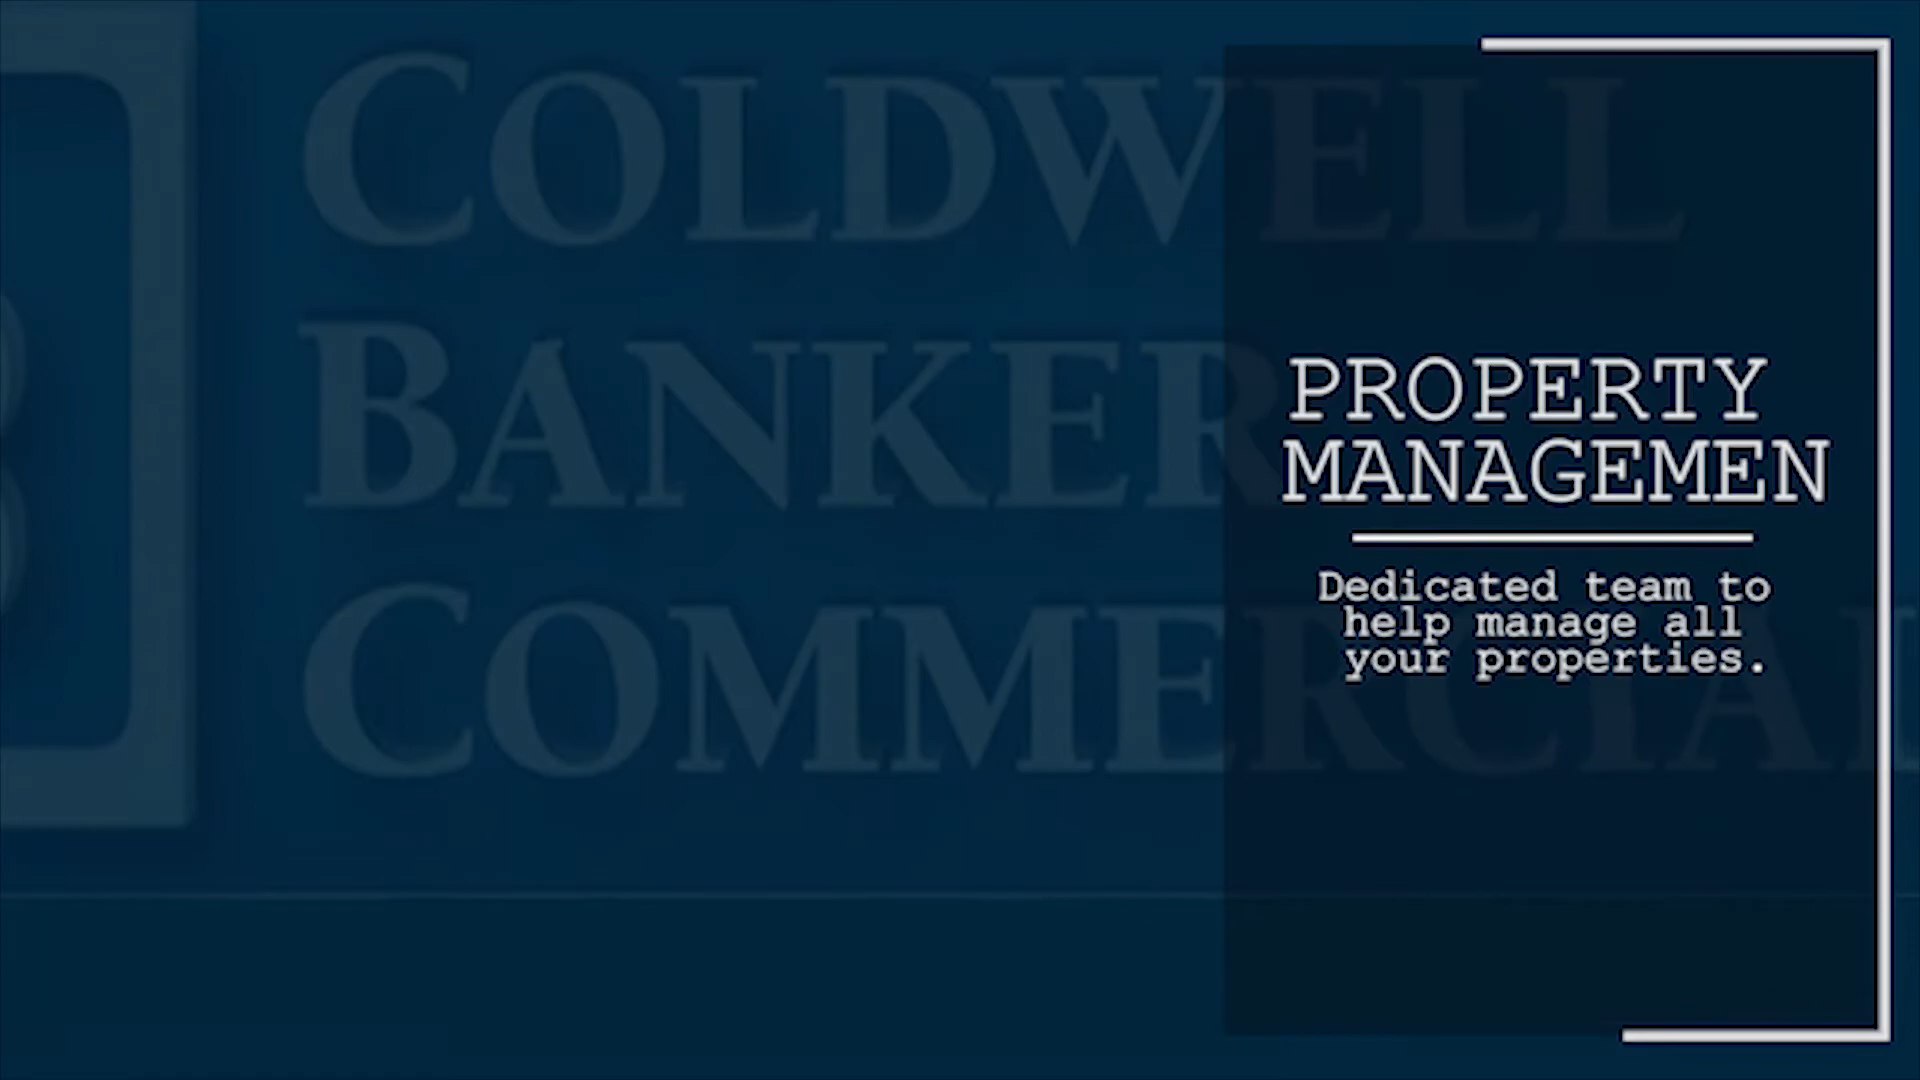 COLDWELL
BANKER
COMMERCIAL
PROPERTY
MANAGEMEN
Dedicated team to
help manage all
your properties.